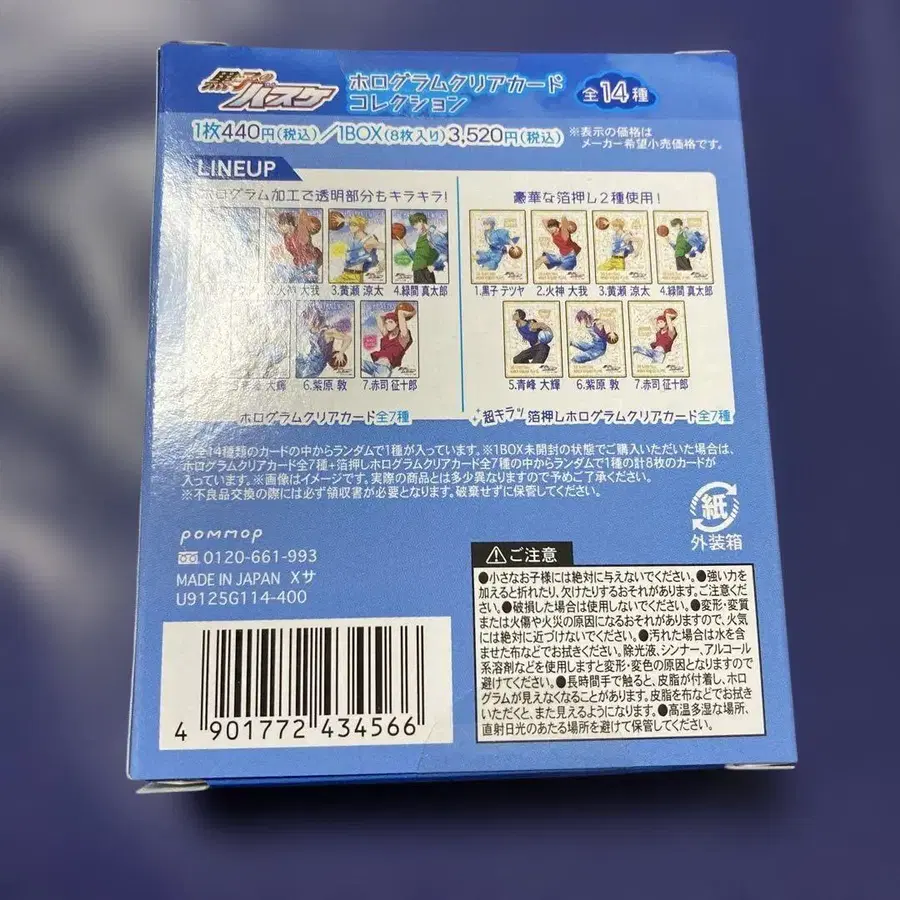 黒子のバスケ
ホログラムクリアカード
コレクション
全14種
1枚440円(税込)/1BOX(8枚入り)3,520円(税込)
※表示の価格は
メーカー希望小売価格です。
LINEUP
ホログラム加工で透明部分もキラキラ!
大我
3.黄瀬 涼太
4.緑間 真太郎
大輝
6.紫原 敦
7.赤司 征十郎
ホログラムクリアカード全7種
豪華な箔押し2種使用!
1.黒子 テツヤ
2.火神 大我
3.黄瀬 涼太
4.緑間 真太郎
5.青峰 大輝
6.紫原 敦
7.赤司 征十郎
超キラッ 箔押しホログラムクリアカード全7種
※全14種類のカードの中からランダムで1種が入っています。※1BOX未開封の状態でご購入いただいた場合は、
ホログラムクリアカード全7種+箔押しホログラムクリアカード全7種の中からランダムで1種の計8枚のカードが
入っています。※画像はイメージです。実際の商品とは多少異なりますので予めご了承ください。
※不良品交換の際には必ず領収書が必要となります。破棄せずに保管してください。
紙
外装箱
pommop
0120-661-993
MADE IN JAPAN Xサ
U9125G114-400
4 901772 434566
ご注意
●小さなお子様には絶対に与えないでください。●強い力を
加えると折れたり、欠けたりするおそれがあります。ご注意くださ
い。●破損した場合は使用しないでください。●変形・変質
または火傷や火災の原因になるおそれがありますので、火気
には絶対に近づけないでください。●汚れた場合は水を含ま
せた布などでお拭きください。除光液、シンナー、アルコール
系溶剤などを使用しますと変形・変色の原因となりますので
避けてください。●長時間手で触ると、皮脂が付着し、ホロ
グラムが見えなくなることがあります。皮脂を布などでお拭きい
ただくと、また見えるようになります。●高温多湿な場所、
直射日光のあたる場所を避けて保管してください。